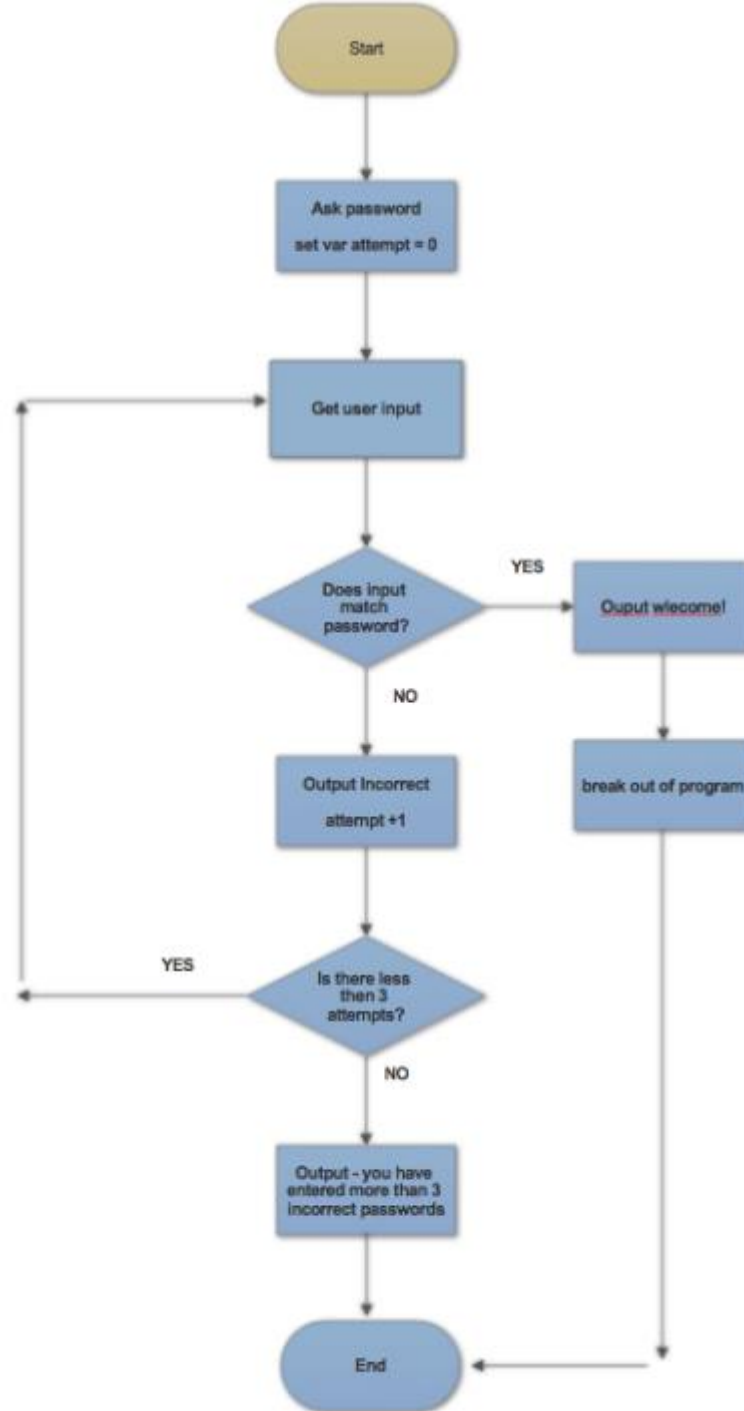 Start
Ask password
set var attempt = 0
Get user input
Does input
match
password?
YES
Ouput wlecome!
NO
break out of program
Output Incorrect
attempt +1
YES
Is there less
then 3
attempts?
NO
Output - you have
entered more than 3
incorrect passwords
End